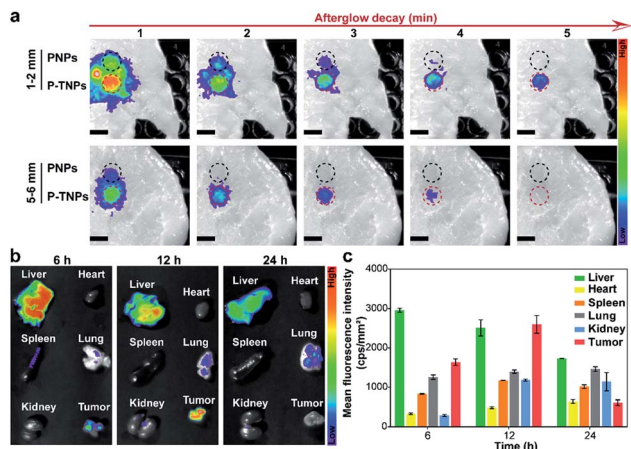 a
Afterglow decay (min)
1 2 3 4 5
1-2 mm
PNPs
P-TNPs
High
5-6 mm
PNPs
P-TNPs
Low
b
6 h 12 h 24 h
High
Liver Heart Liver Heart Liver Heart
Spleen Lung Spleen Lung Spleen Lung
Kidney Tumor Kidney Tumor Kidney Tumor
Low
c
Mean fluorescence intensity
(cps/mm²)
4000
3000
2000
1000
0
Liver
Heart
Spleen
Lung
Kidney
Tumor
6 12 24
Time (h)